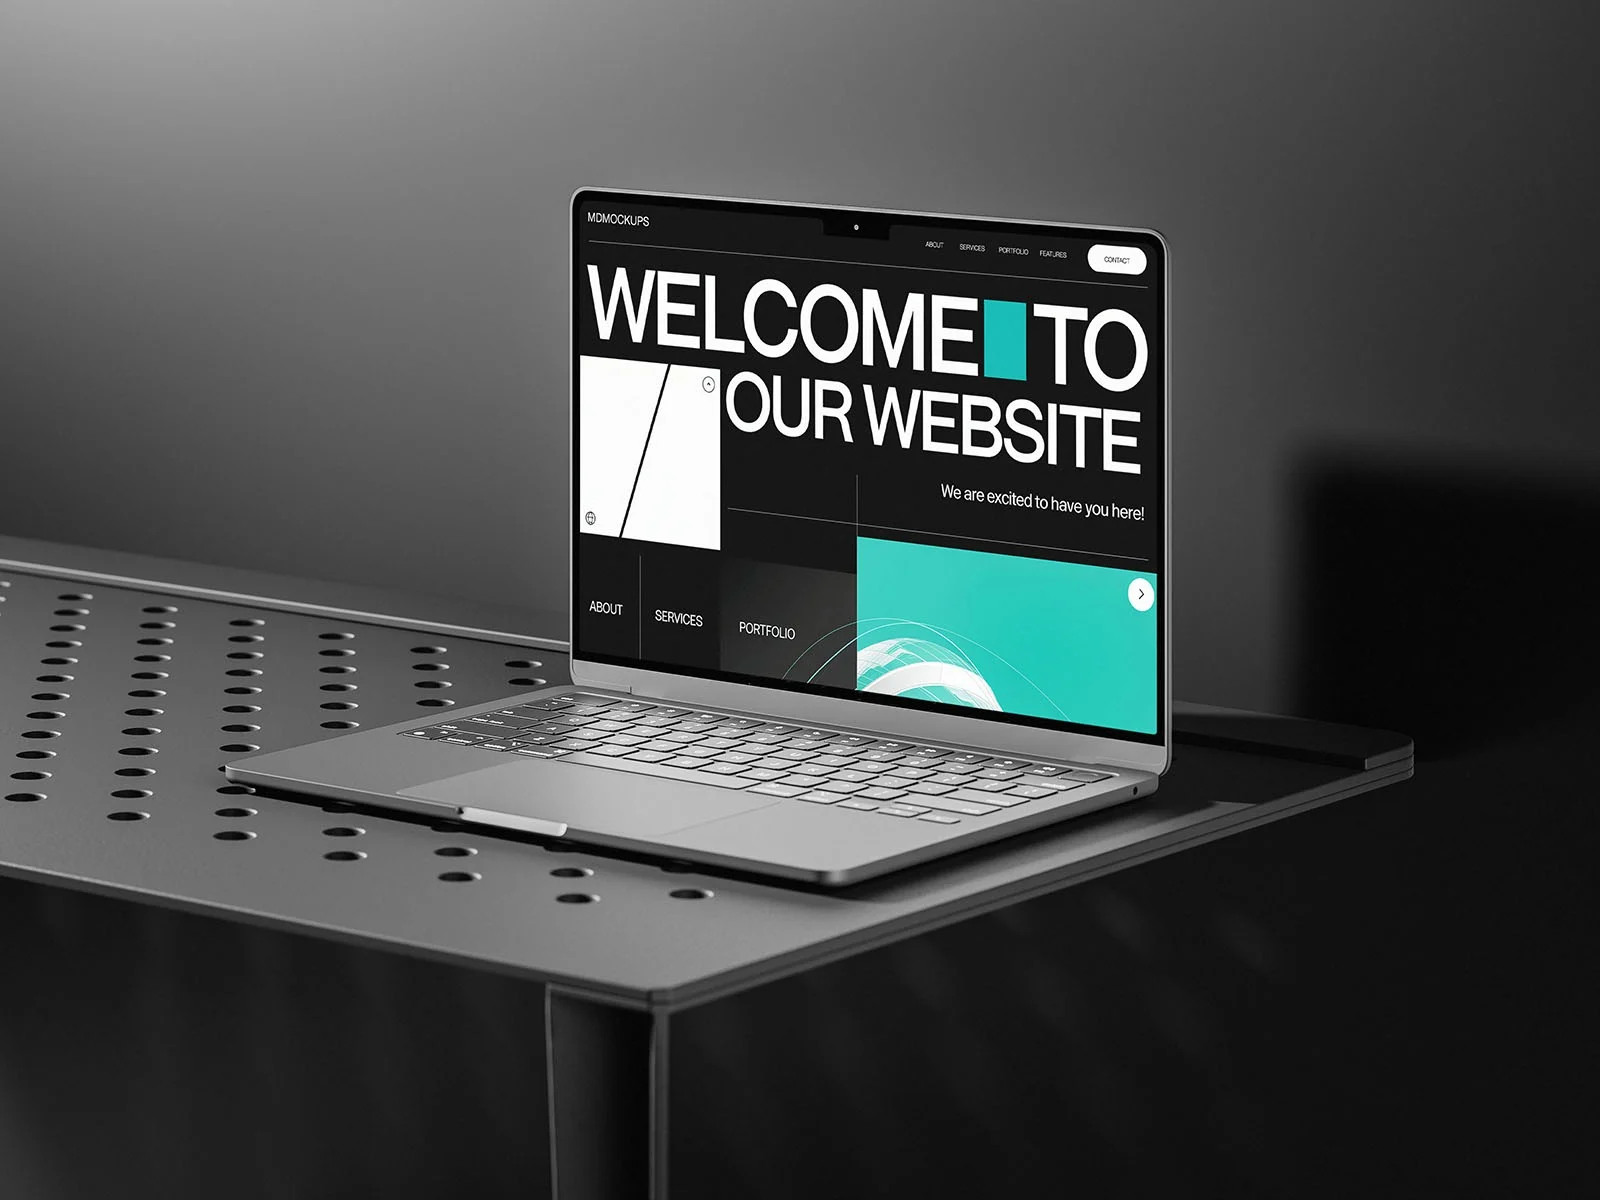 MDMOCKUPS
ABOUT SERVICES PORTFOLIO FEATURES CONTACT
WELCOME TO
OUR WEBSITE
We are excited to have you here!
ABOUT SERVICES PORTFOLIO